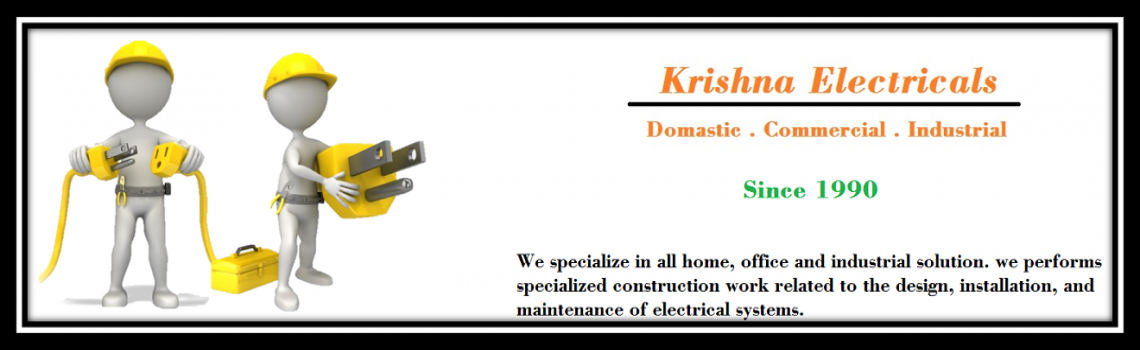 Krishna Electricals
Domastic . Commercial . Industrial
Since 1990
We specialize in all home, office and industrial solution. we performs
specialized construction work related to the design, installation, and
maintenance of electrical systems.